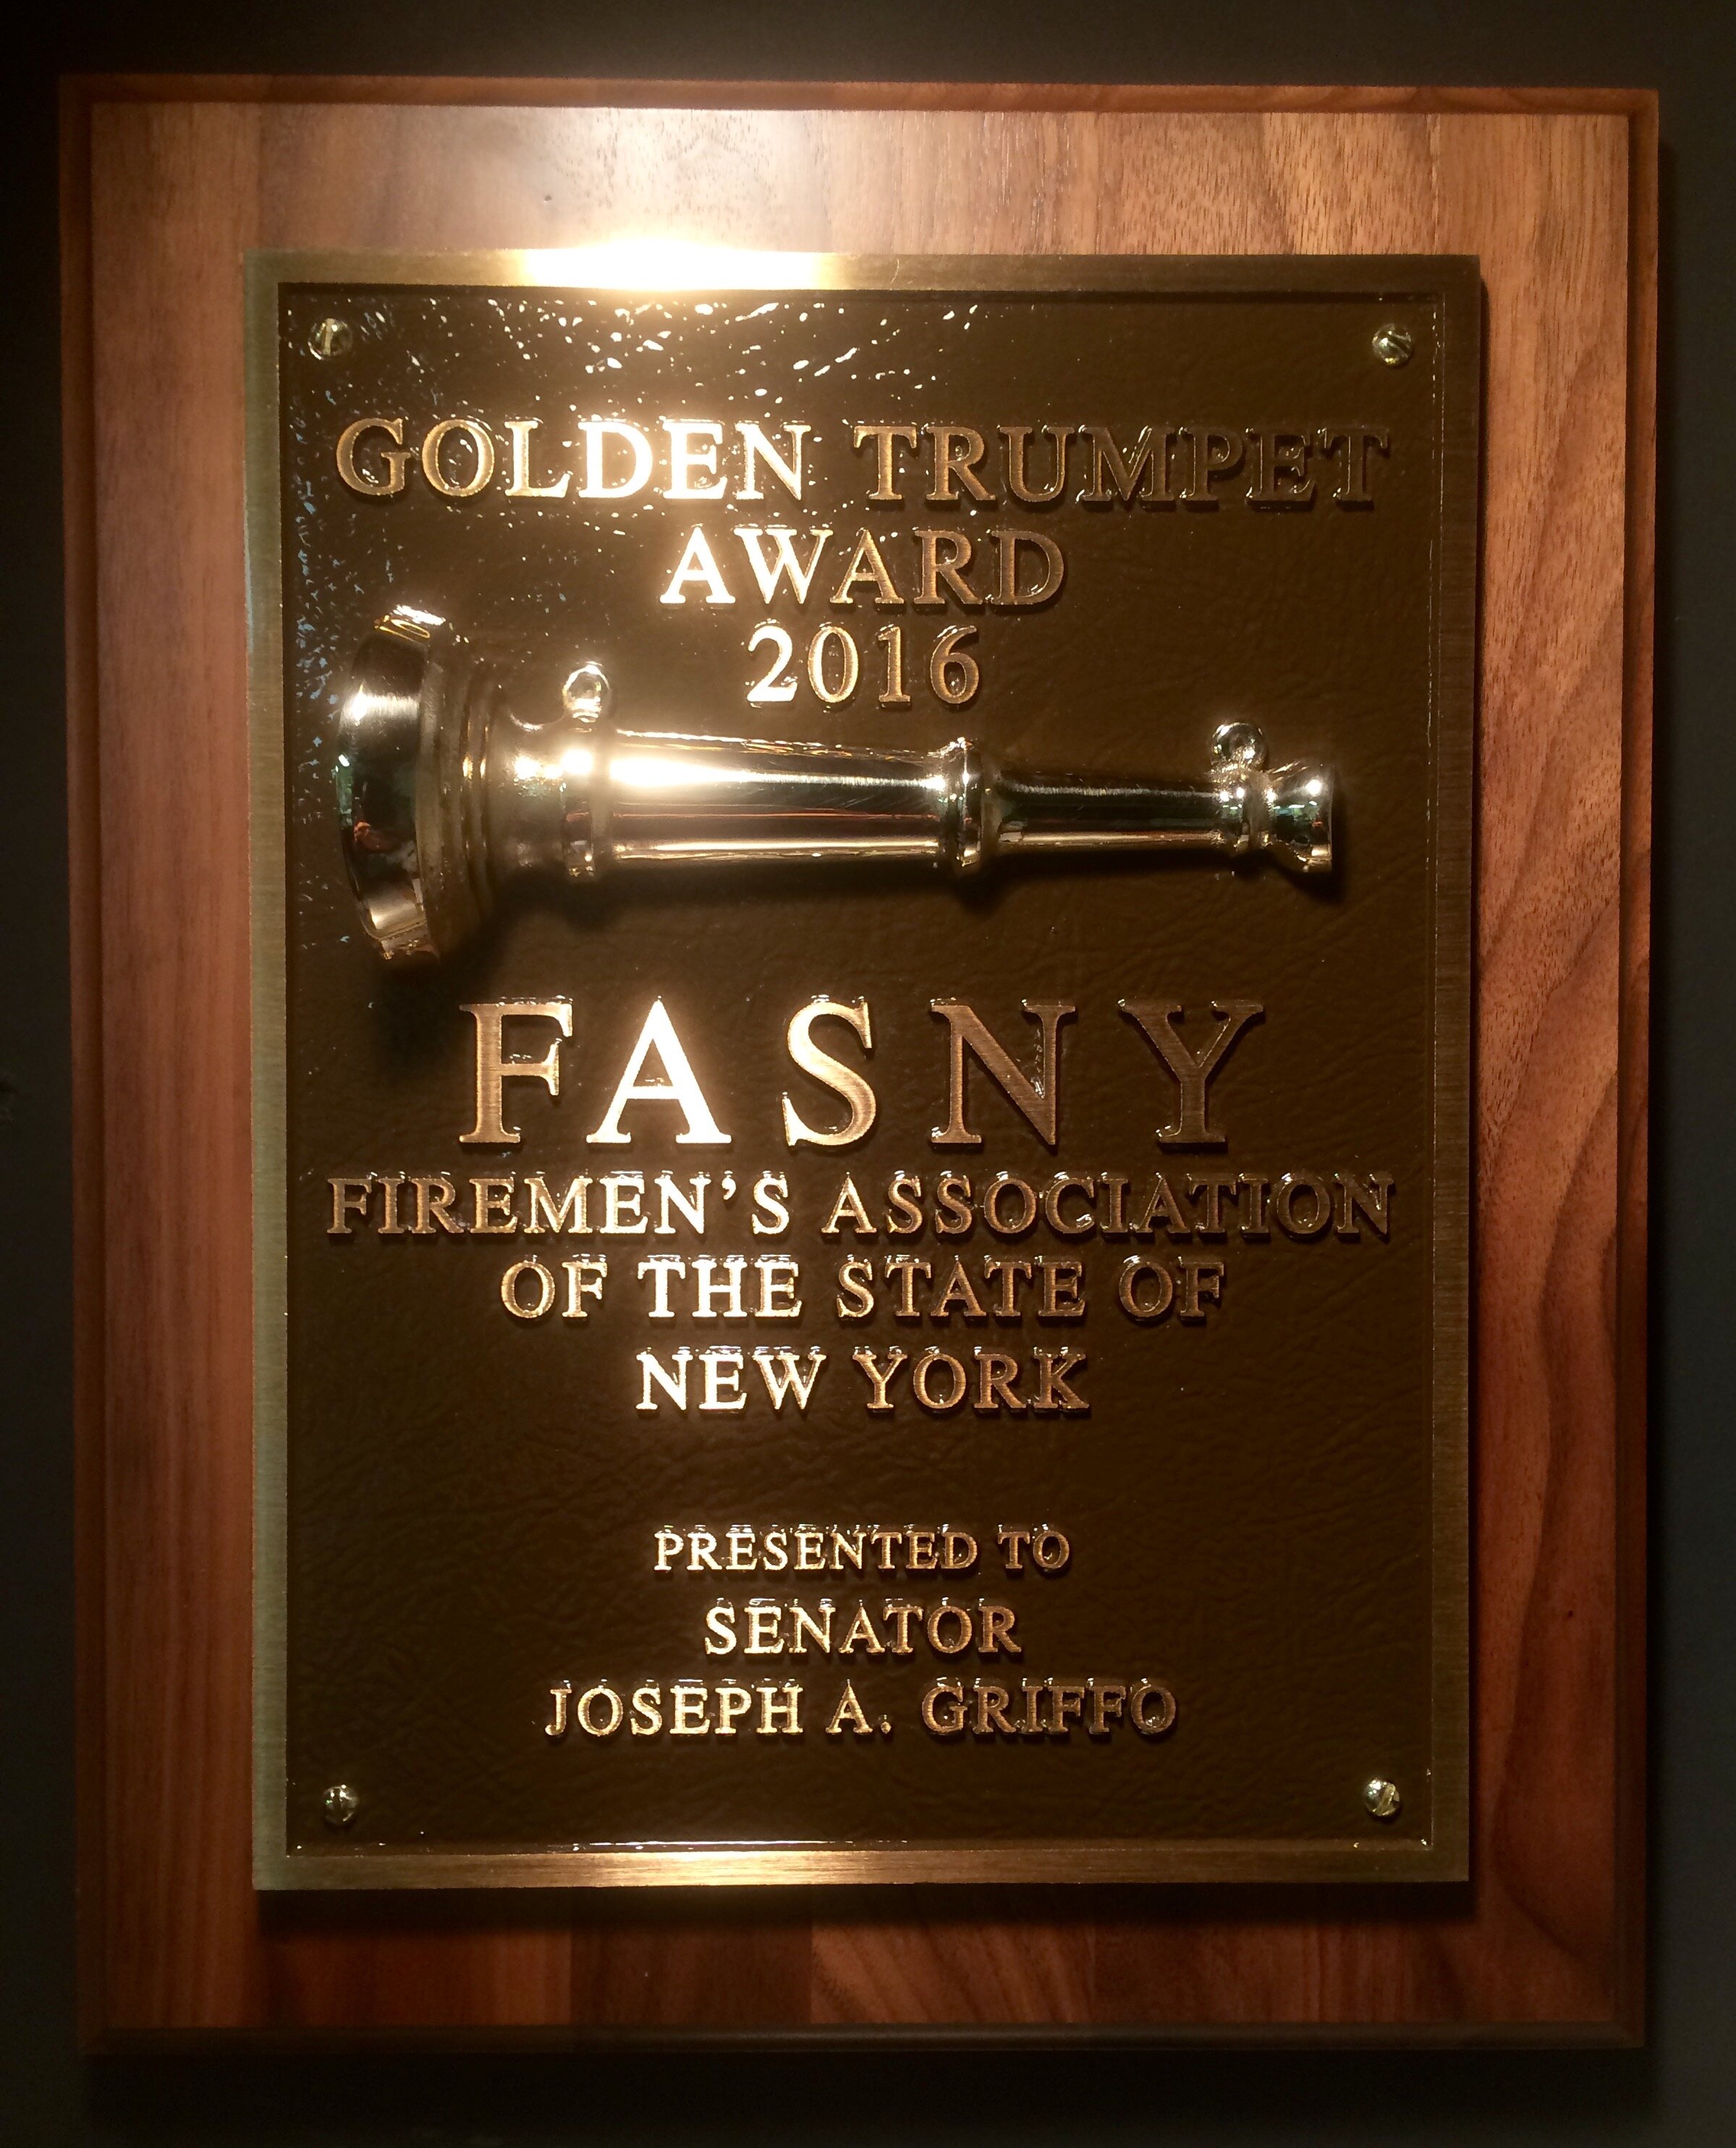 GOLDEN TRUMPET
AWARD
2016
FASNY
FIREMEN'S ASSOCIATION
OF THE STATE OF
NEW YORK
PRESENTED TO
SENATOR
JOSEPH A. GRIFFO